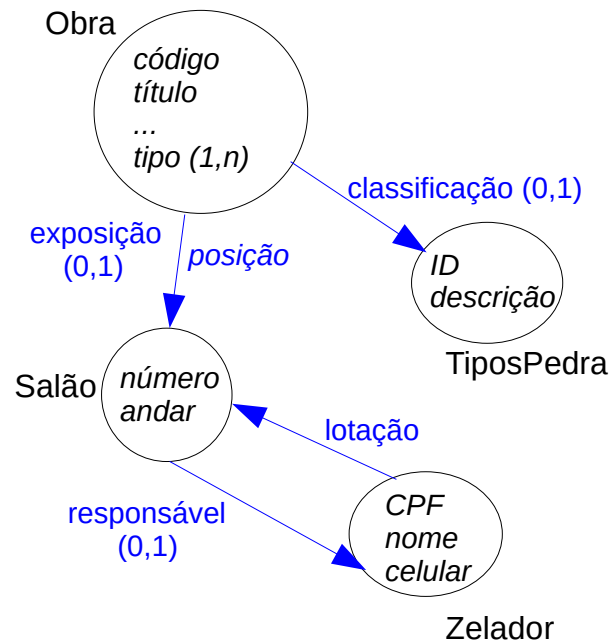 Obra
código
título
...
tipo (1,n)
classificação (0,1)
exposição
(0,1)
posição
ID
descrição
TiposPedra
Salão
número
andar
lotação
responsável
(0,1)
CPF
nome
celular
Zelador